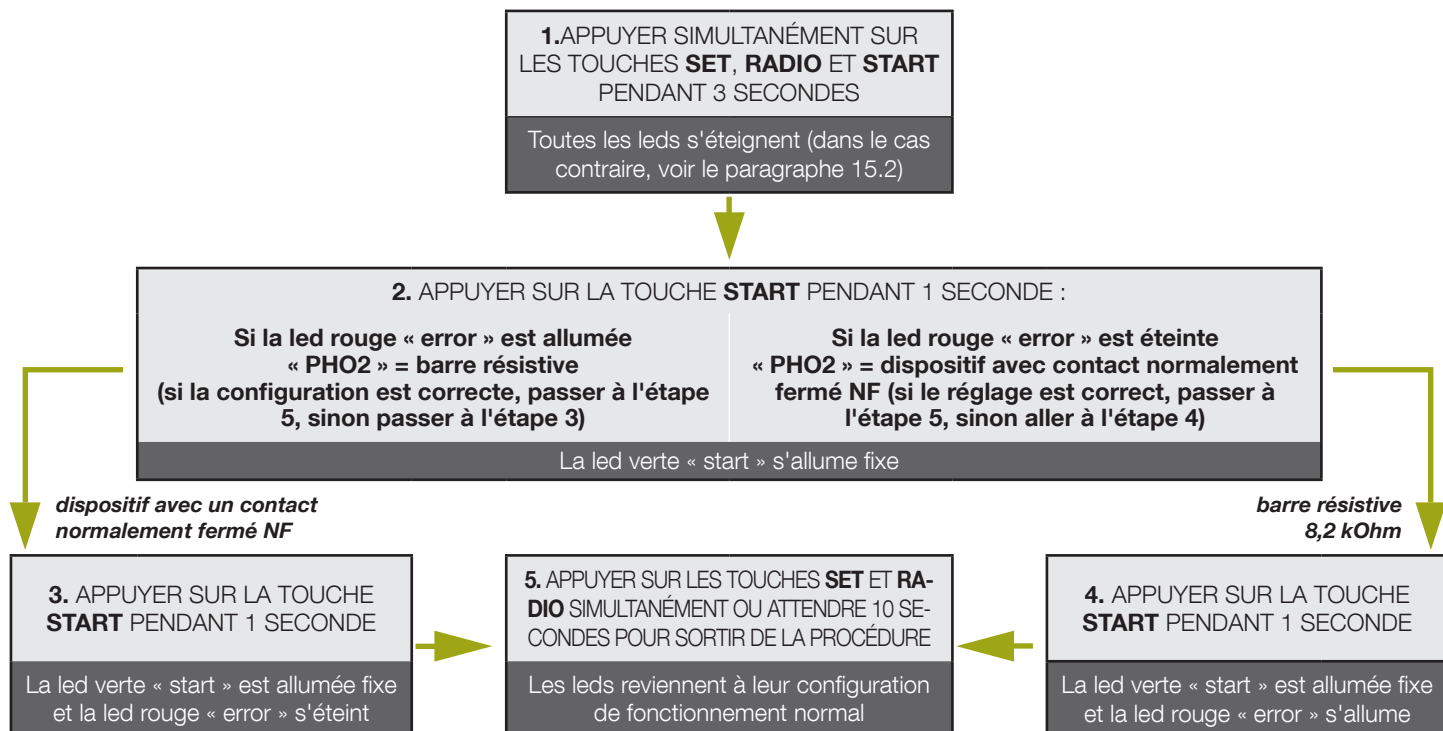 1.APPUYER SIMULTANÉMENT SUR
LES TOUCHES SET, RADIO ET START
PENDANT 3 SECONDES
Toutes les leds s'éteignent (dans le cas
contraire, voir le paragraphe 15.2)
2. APPUYER SUR LA TOUCHE START PENDANT 1 SECONDE :
Si la led rouge « error » est allumée
« PHO2 » = barre résistive
(si la configuration est correcte, passer à l'étape
5, sinon passer à l'étape 3)
Si la led rouge « error » est éteinte
« PHO2 » = dispositif avec contact normalement
fermé NF (si le réglage est correct, passer à
l'étape 5, sinon aller à l'étape 4)
La led verte « start » s'allume fixe
dispositif avec un contact
normalement fermé NF
barre résistive
8,2 kOhm
3. APPUYER SUR LA TOUCHE
START PENDANT 1 SECONDE
La led verte « start » est allumée fixe
et la led rouge « error » s'éteint
5. APPUYER SUR LES TOUCHES SET ET RA-
DIO SIMULTANÉMENT OU ATTENDRE 10 SE-
CONDES POUR SORTIR DE LA PROCÉDURE
Les leds reviennent à leur configuration
de fonctionnement normal
4. APPUYER SUR LA TOUCHE
START PENDANT 1 SECONDE
La led verte « start » est allumée fixe
et la led rouge « error » s'allume